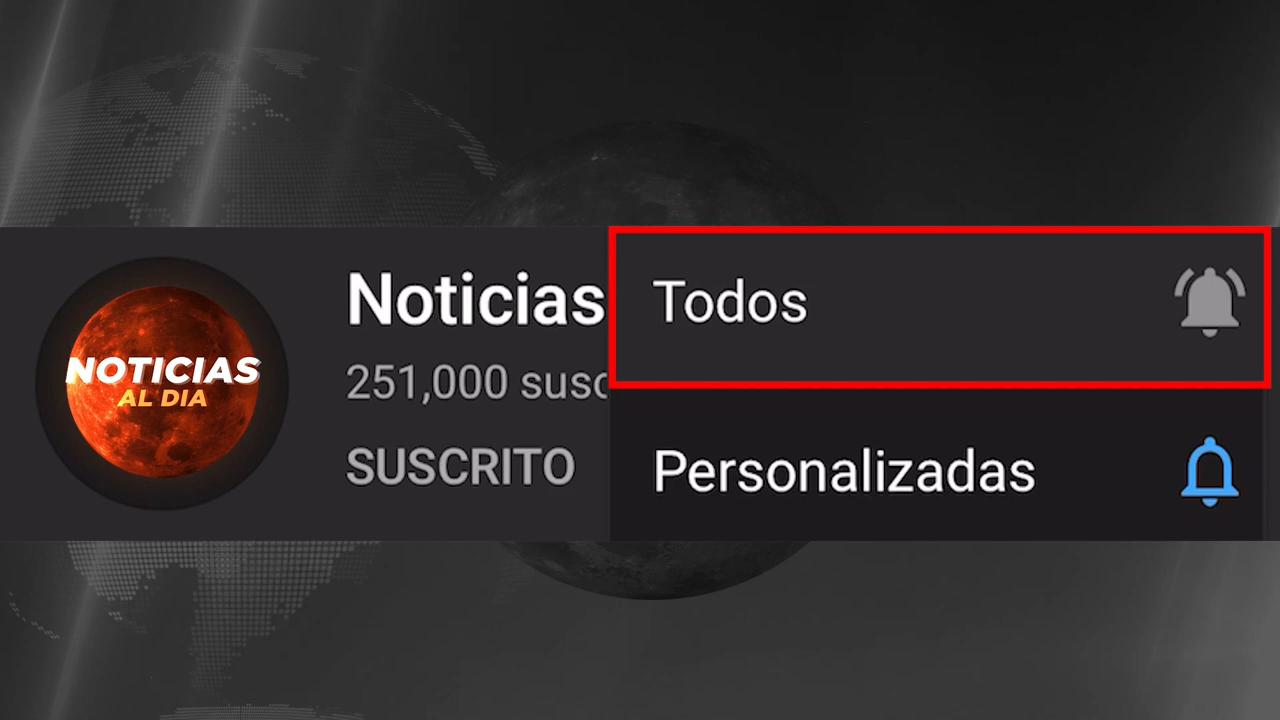 NOTICIAS
AL DIA
Noticias
251,000 susc
SUSCRITO
Todos
Personalizadas